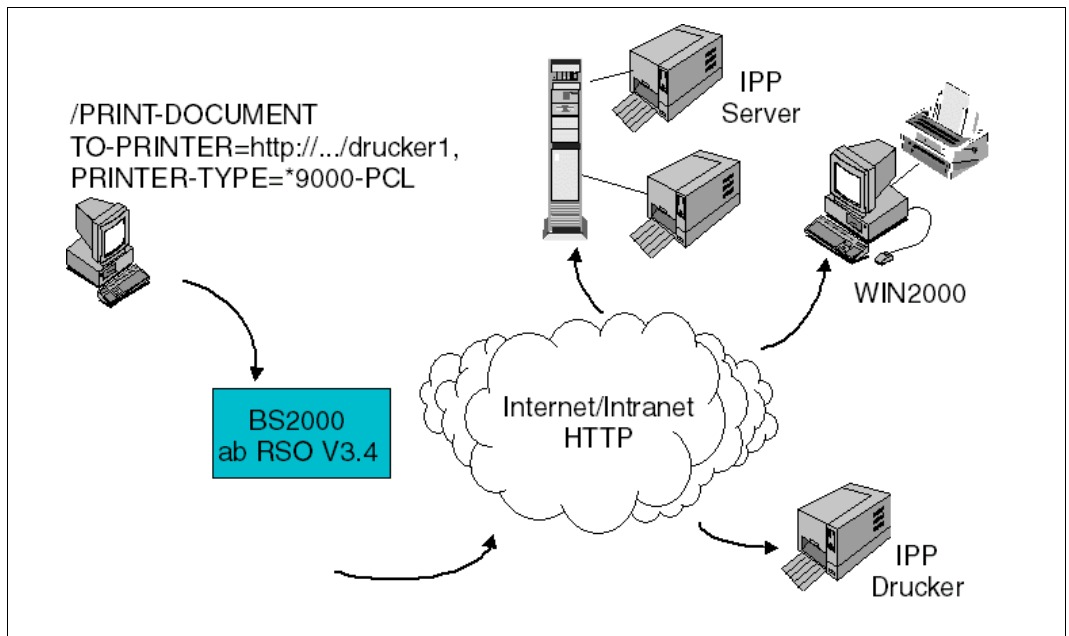 /PRINT-DOCUMENT
TO-PRINTER=http://.../drucker1,
PRINTER-TYPE=*9000-PCL
IPP
Server
WIN2000
BS2000
ab RSO V3.4
Internet/Intranet
HTTP
IPP
Drucker